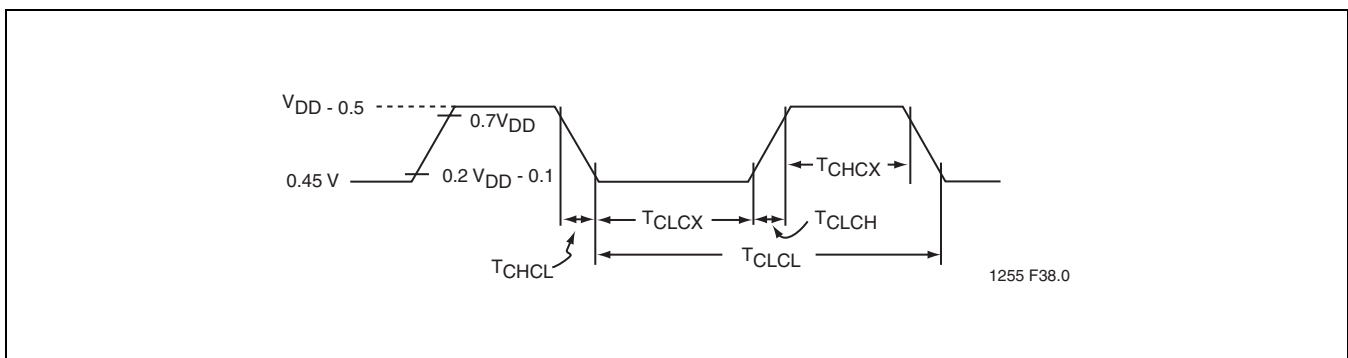 VDD - 0.5
0.7VDD
0.45 V
0.2 VDD - 0.1
TCHCX
TCLCX
TCLCH
TCHCL
TCLCL
1255 F38.0